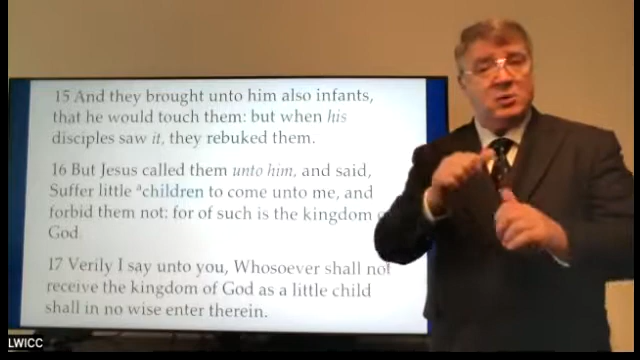 15 And they brought unto him also infants,
that he would touch them: but when his
disciples saw it, they rebuked them.
16 But Jesus called them unto him, and said,
Suffer little ᵃchildren to come unto me, and
forbid them not: for of such is the kingdom
God.
17 Verily I say unto you, Whosoever shall not
receive the kingdom of God as a little child
shall in no wise enter therein.
LWICC